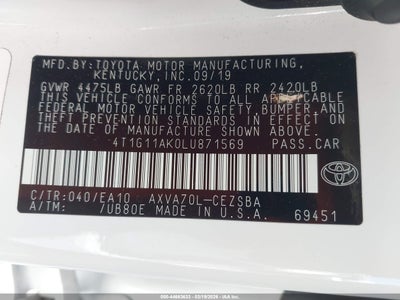 MFD.BY:TOYOTA MOTOR MANUFACTURING,
KENTUCKY,INC.09/19
GVWR 4475LB GAWR FR 2620LB RR 2420LB
THIS VEHICLE CONFORMS TO ALL APPLICABLE
FEDERAL MOTOR VEHICLE SAFETY, BUMPER AND
THEFT PREVENTION STANDARDS IN EFFECT ON
THE DATE OF MANUFACTURE SHOWN ABOVE.
4T1G11AK0LU871569 PASS.CAR
C/TR:040/EA10 AXVA70L-CEZSBA
/UB80E MADE IN U.S.A. 69451
TOYOTA